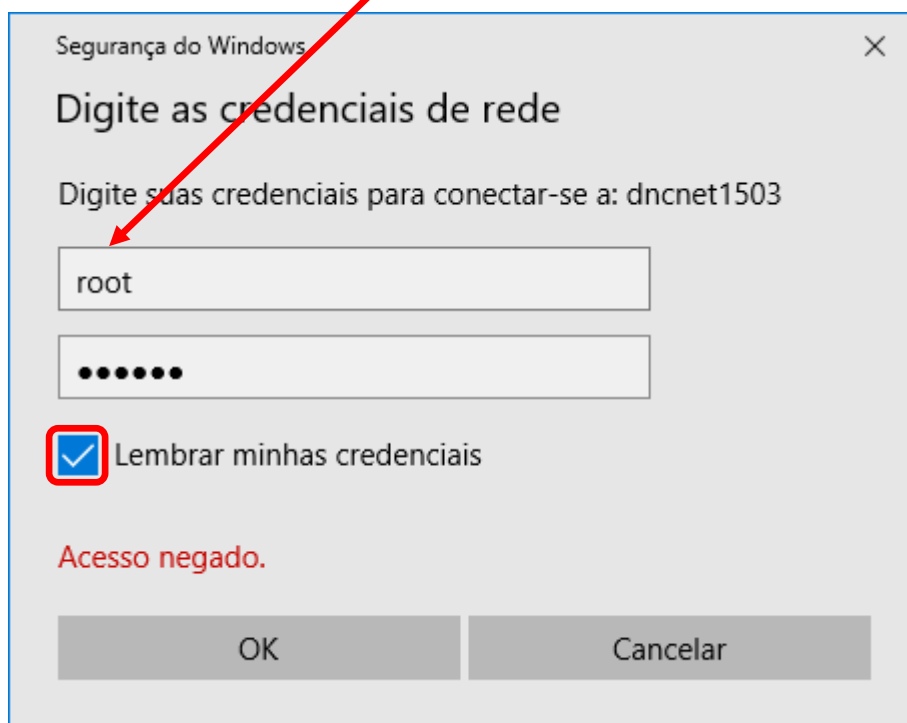 Segurança do Windows
Digite as credenciais de rede
Digite suas credenciais para conectar-se a: dncnet1503
root
••••••
Lembrar minhas credenciais
Acesso negado.
OK
Cancelar